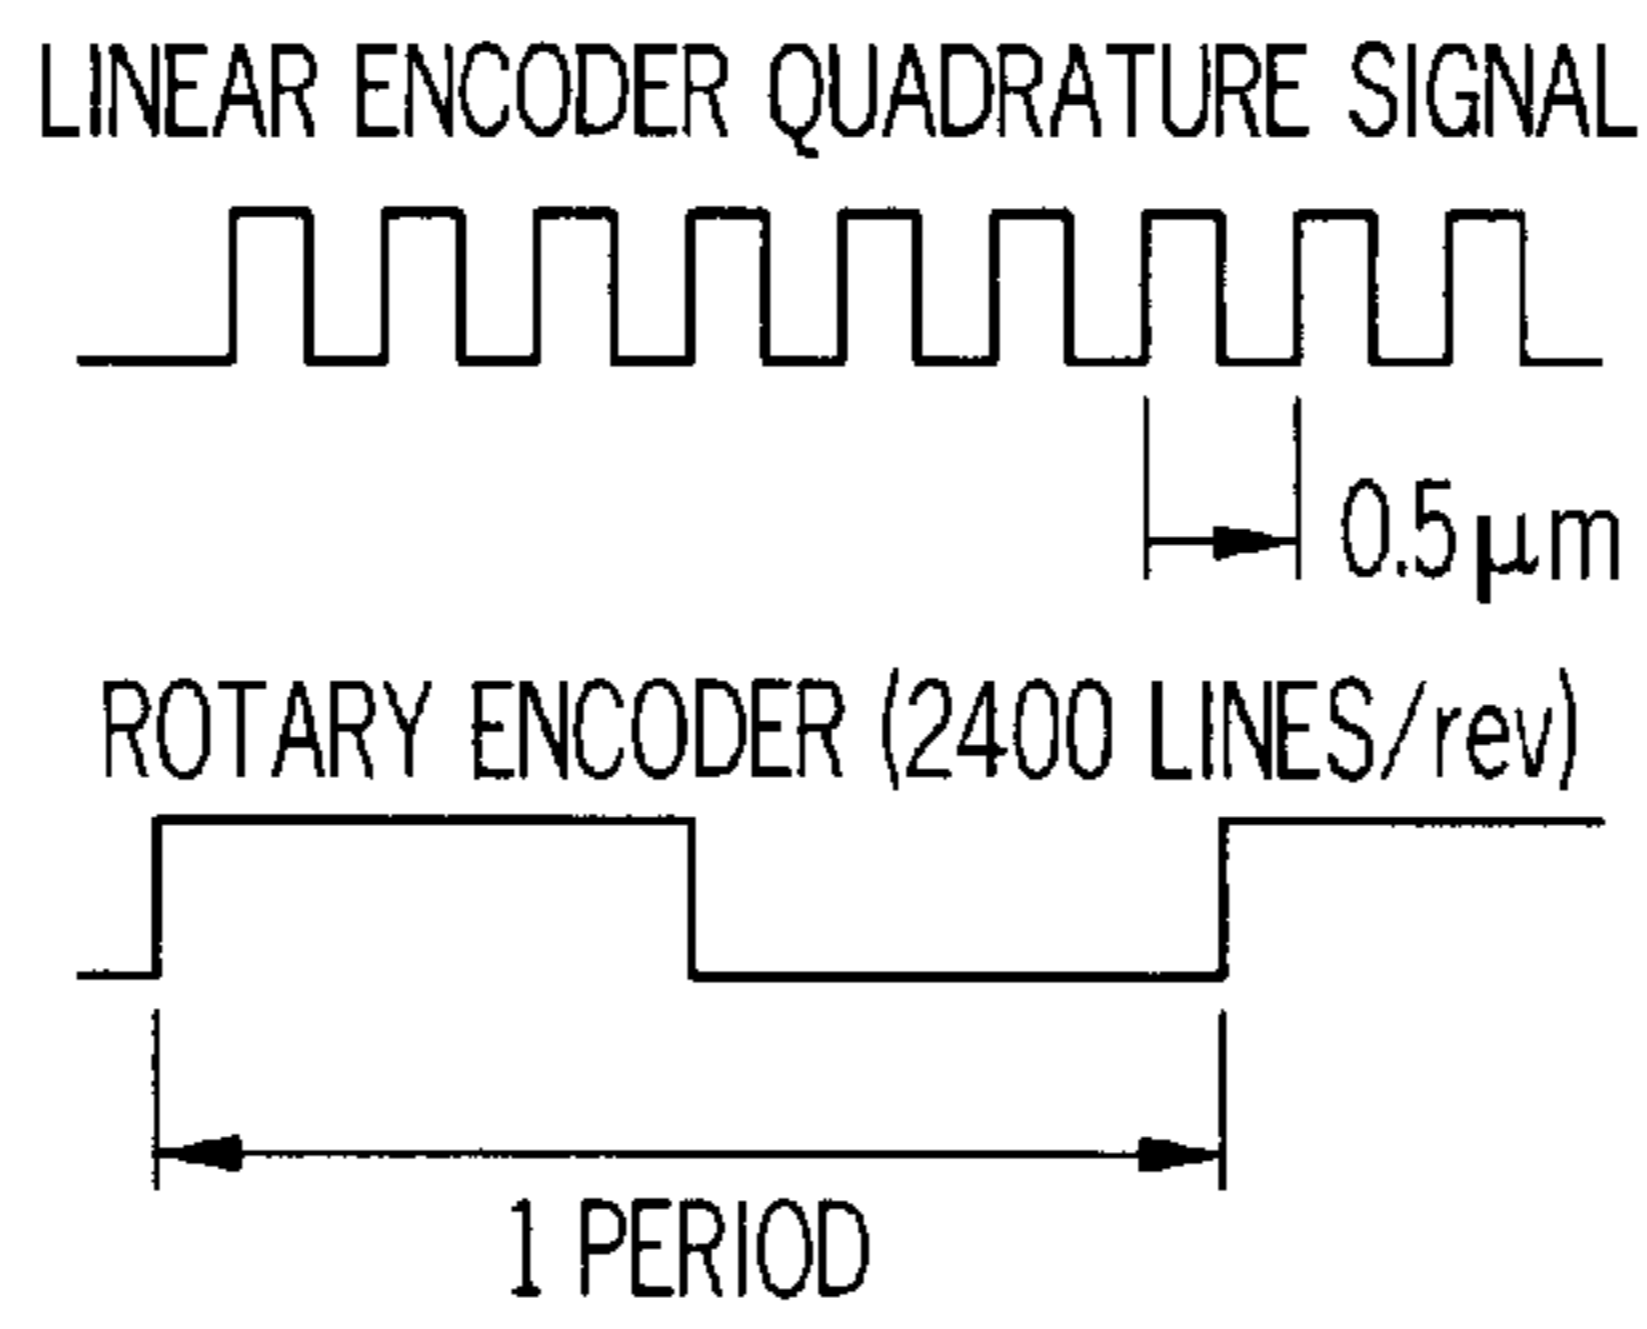 LINEAR ENCODER QUADRATURE SIGNAL
0.5μm
ROTARY ENCODER (2400 LINES/rev)
1 PERIOD